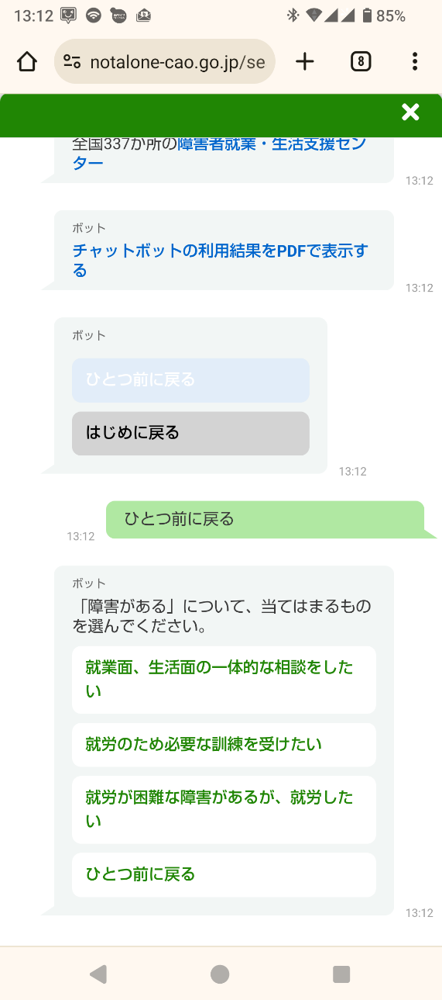 13:12
85%
notalone-cao.go.jp/se
8
全国337か所の障害者就業・生活支援セン
ター
13:12
ボット
チャットボットの利用結果をPDFで表示す
る
13:12
ボット
ひとつ前に戻る
はじめに戻る
13:12
ひとつ前に戻る
13:12
ボット
「障害がある」について、当てはまるもの
を選んでください。
就業面、生活面の一体的な相談をした
い
就労のため必要な訓練を受けたい
就労が困難な障害があるが、就労した
い
ひとつ前に戻る
13:12